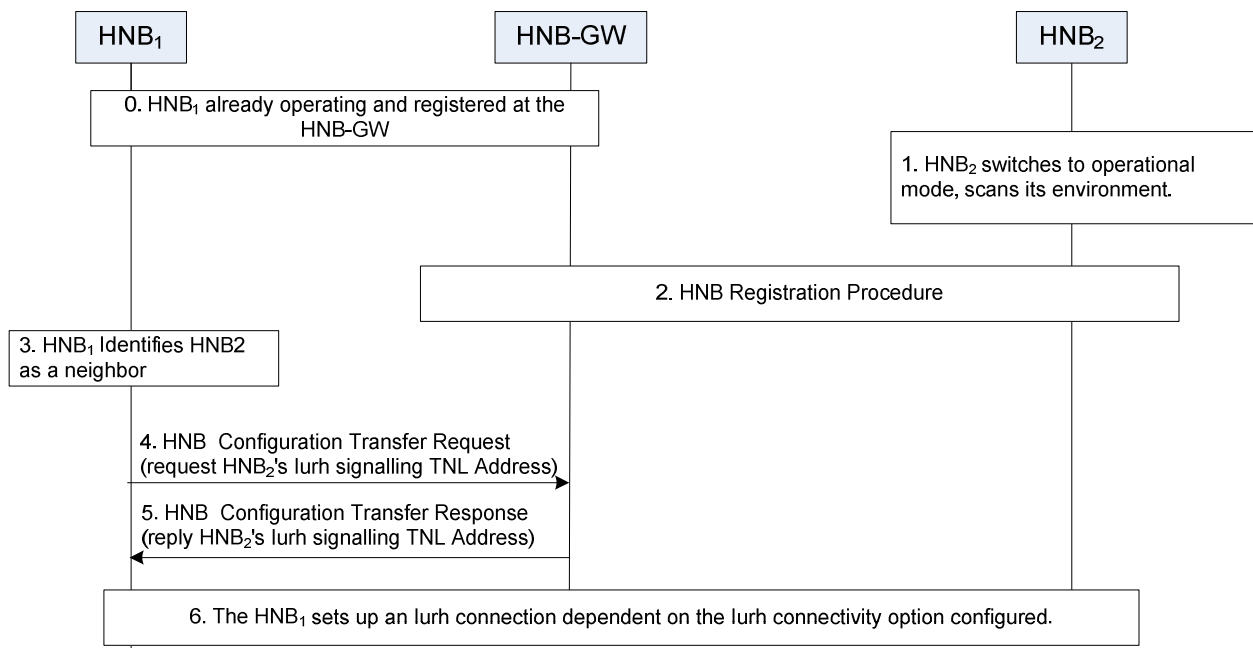 HNB₁
HNB-GW
HNB₂
0. HNB₁ already operating and registered at the
HNB-GW
1. HNB₂ switches to operational
mode, scans its environment.
2. HNB Registration Procedure
3. HNB₁ Identifies HNB2
as a neighbor
4. HNB Configuration Transfer Request
(request HNB₂'s Iurh signalling TNL Address)
5. HNB Configuration Transfer Response
(reply HNB₂'s Iurh signalling TNL Address)
6. The HNB₁ sets up an Iurh connection dependent on the Iurh connectivity option configured.